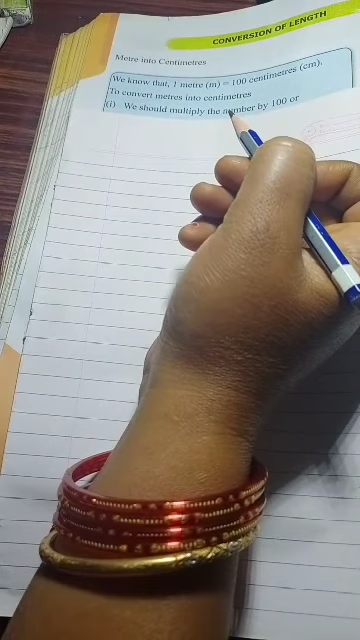 CONVERSION OF LENGTH
Metre into Centimetres
We know that, 1 metre (m) = 100 centimetres (cm).
To convert metres into centimetres
(i) We should multiply the number by 100 or